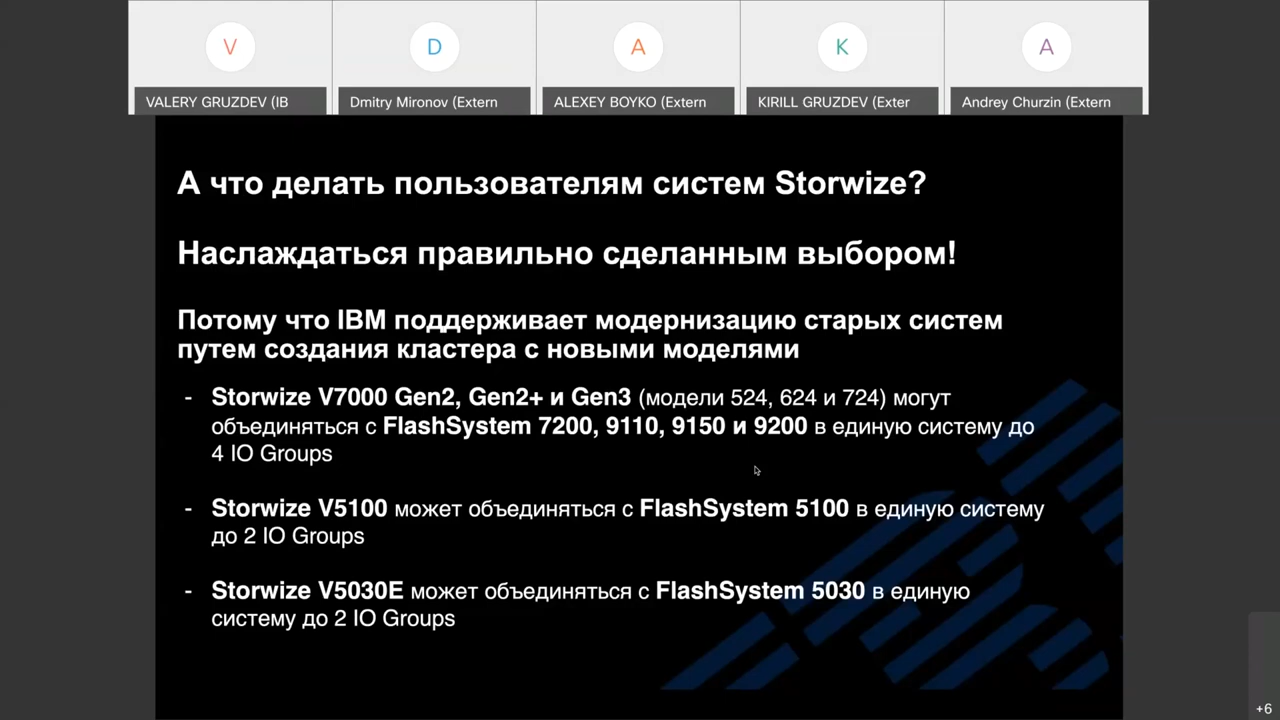 V
D
A
K
A
VALERY GRUZDEV (IB
Dmitry Mironov (Extern
ALEXEY BOYKO (Extern
KIRILL GRUZDEV (Exter
Andrey Churzin (Extern
А что делать пользователям систем Storwize?
Наслаждаться правильно сделанным выбором!
Потому что IBM поддерживает модернизацию старых систем
путем создания кластера с новыми моделями
- Storwize V7000 Gen2, Gen2+ и Gen3 (модели 524, 624 и 724) могут
объединяться с FlashSystem 7200, 9110, 9150 и 9200 в единую систему до
4 IO Groups
- Storwize V5100 может объединяться с FlashSystem 5100 в единую систему
до 2 IO Groups
- Storwize V5030E может объединяться с FlashSystem 5030 в единую
систему до 2 IO Groups
+6